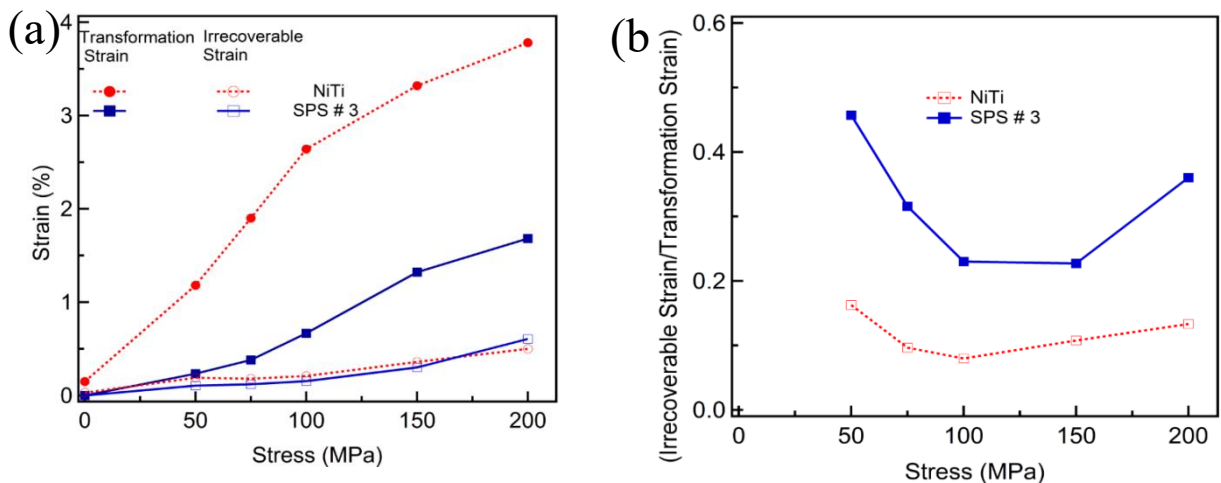 (a)
4
3
2
1
0
Strain (%)
Transformation Irrecoverable
Strain Strain
NiTi
SPS # 3
0 50 100 150 200
Stress (MPa)
(b)
0.6
0.4
0.2
0.0
(Irrecoverable Strain/Transformation Strain)
NiTi
SPS # 3
0 50 100 150 200
Stress (MPa)